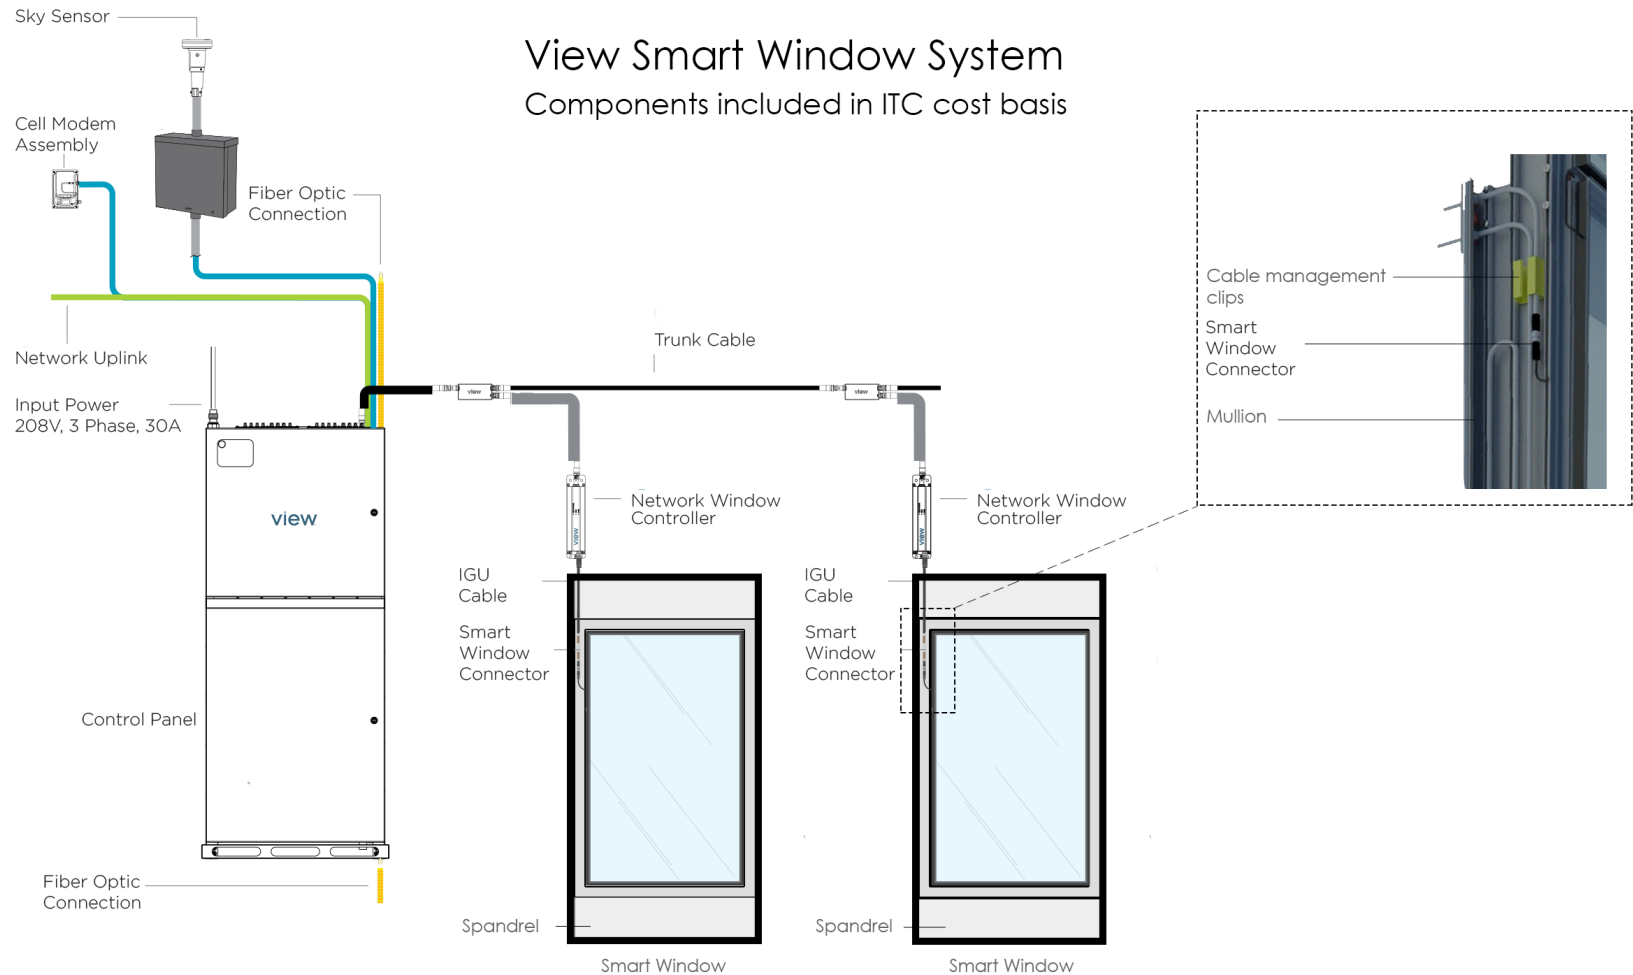 Sky Sensor
View Smart Window System
Components included in ITC cost basis
Cell Modem
Assembly
Fiber Optic
Connection
Network Uplink
Input Power
208V, 3 Phase, 30A
Trunk Cable
view
view
view
Network Window
Controller
view
Network Window
Controller
view
IGU
Cable
IGU
Cable
Smart
Window
Connector
Smart
Window
Connector
Control Panel
Fiber Optic
Connection
Spandrel
Spandrel
Smart Window
Smart Window
Cable management
clips
Smart
Window
Connector
Mullion